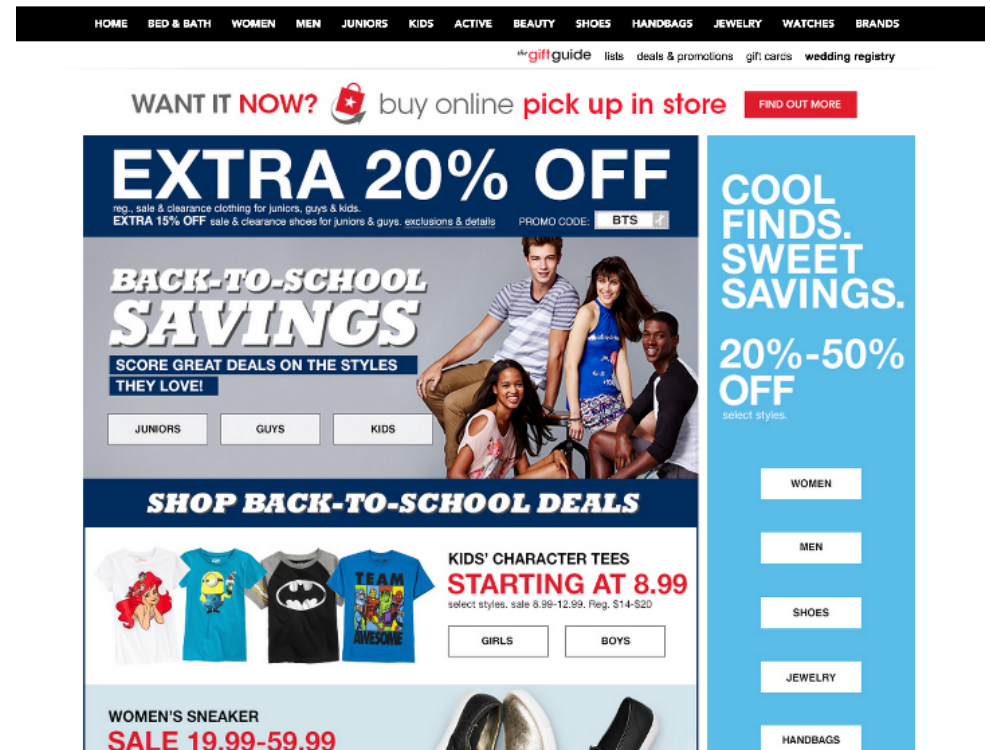 HOME BED & BATH WOMEN MEN JUNIORS KIDS ACTIVE BEAUTY SHOES HANDBAGS JEWELRY WATCHES BRANDS
the giftguide lists deals & promotions gift cards wedding registry
WANT IT NOW? buy online pick up in store FIND OUT MORE
EXTRA 20% OFF
reg., sale & clearance clothing for juniors, guys & kids.
EXTRA 15% OFF sale & clearance shoes for juniors & guys. exclusions & details PROMO CODE: BTS
BACK-TO-SCHOOL
SAVINGS
SCORE GREAT DEALS ON THE STYLES
THEY LOVE!
JUNIORS GUYS KIDS
SHOP BACK-TO-SCHOOL DEALS
TEAM
AWESOME
KIDS' CHARACTER TEES
STARTING AT 8.99
select styles. sale 8.99-12.99. Reg. $14-$20
GIRLS BOYS
WOMEN'S SNEAKER
SALE 19.99-59.99
COOL
FINDS.
SWEET
SAVINGS.
20%-50%
OFF
select styles.
WOMEN
MEN
SHOES
JEWELRY
HANDBAGS